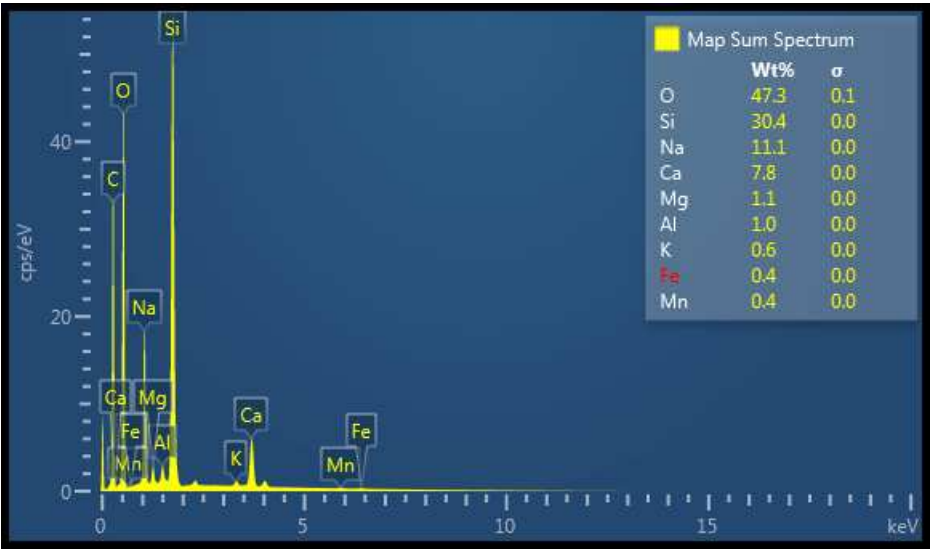 Map Sum Spectrum
Wt% σ
O 47.3 0.1
Si 30.4 0.0
Na 11.1 0.0
Ca 7.8 0.0
Mg 1.1 0.0
Al 1.0 0.0
K 0.6 0.0
Fe 0.4 0.0
Mn 0.4 0.0
Si
O
C
Na
Ca Mg
Fe Al
Mn
K
Ca
Mn
Fe
cps/eV
40
20
0
0 5 10 15 keV